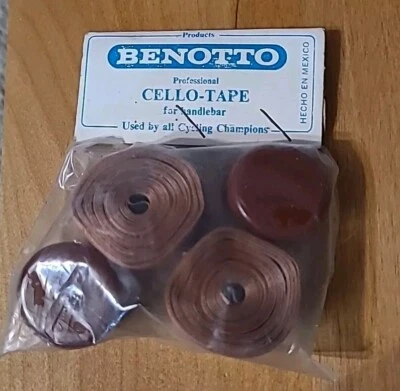 Products
BENOTTO
Professional
CELLO-TAPE
for handlebar
Used by all Cycling Champions
HECHO EN MEXICO